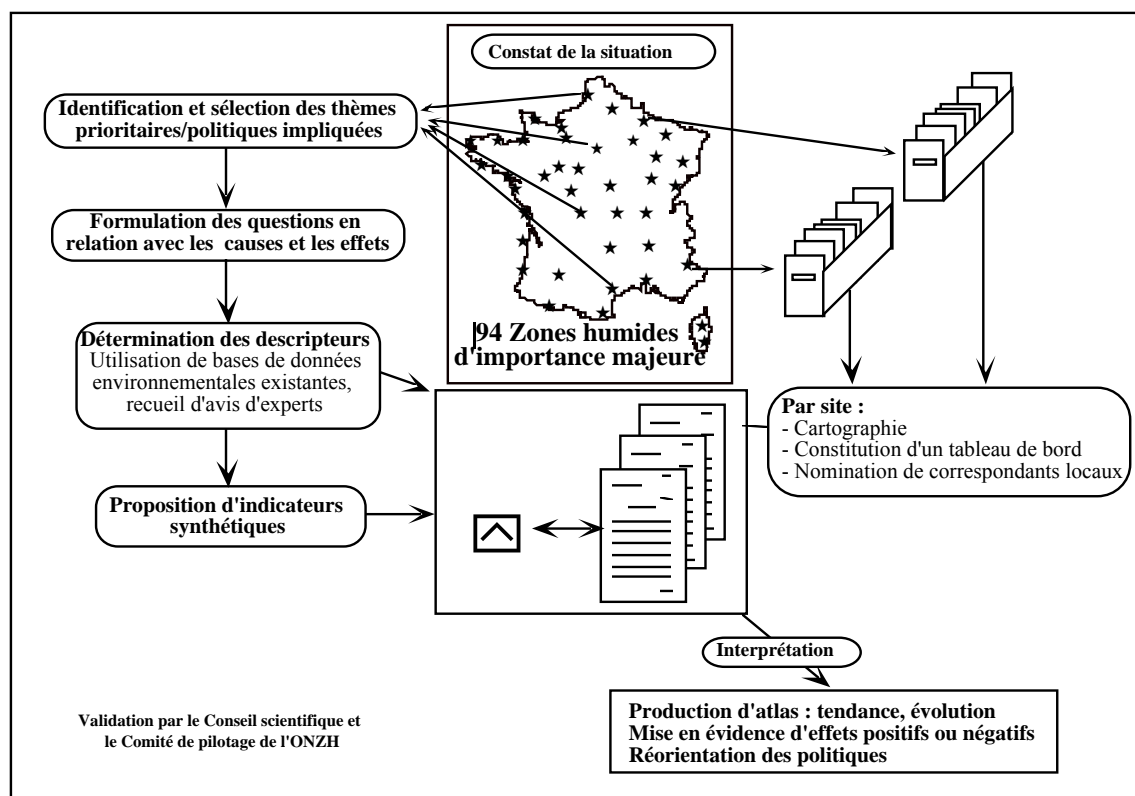 Constat de la situation
Identification et sélection des thèmes
prioritaires/politiques impliquées
Formulation des questions en
relation avec les causes et les effets
94 Zones humides
d'importance majeure
Détermination des descripteurs
Utilisation de bases de données
environnementales existantes,
recueil d'avis d'experts
Par site :
- Cartographie
- Constitution d'un tableau de bord
- Nomination de correspondants locaux
Proposition d'indicateurs
synthétiques
Interprétation
Validation par le Conseil scientifique et
le Comité de pilotage de l'ONZH
Production d'atlas : tendance, évolution
Mise en évidence d'effets positifs ou négatifs
Réorientation des politiques